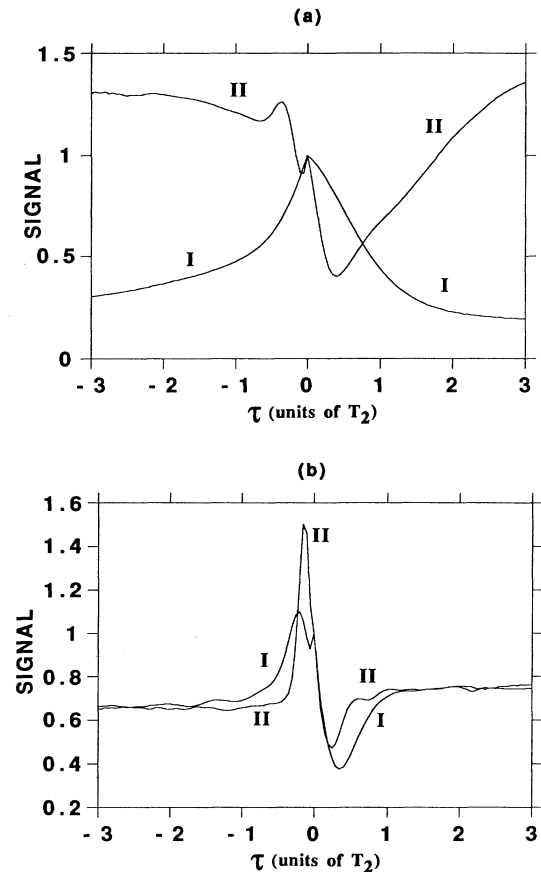 (a)
1.5
1
0.5
0
SIGNAL
II
II
I
I
- 3
- 2
- 1
0
1
2
3
τ (units of T2)
(b)
1.6
1.4
1.2
1
0.8
0.6
0.4
0.2
SIGNAL
II
I
II
II
I
- 3
- 2
- 1
0
1
2
3
τ (units of T2)